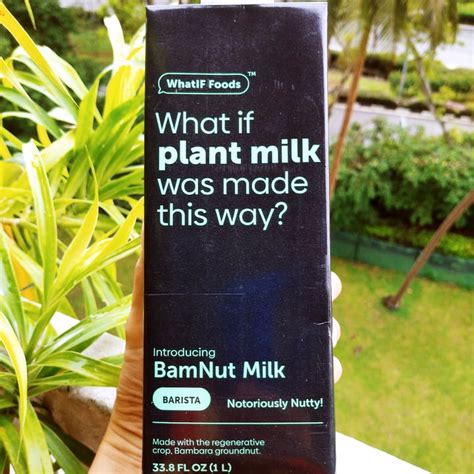 WhatIF Foods™
What if
plant milk
was made
this way?
Introducing
BamNut Milk
BARISTA
Notoriously Nutty!
Made with the regenerative
crop, Bambara groundnut.
33.8 FL OZ (1 L)